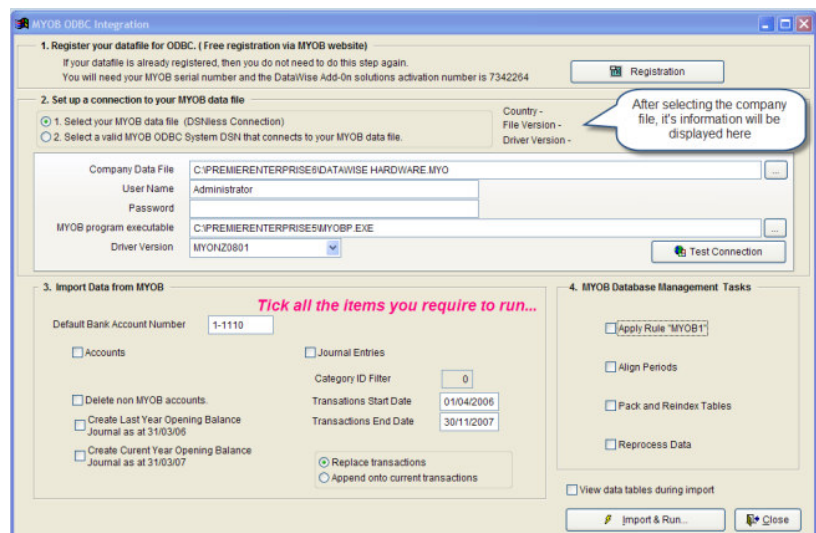 MYOB ODBC Integration
1. Register your datafile for ODBC. ( Free registration via MYOB website)
If your datafile is already registered, then you do not need to do this step again.
You will need your MYOB serial number and the DataWise Add-0n solutions activation number is 7342264
Registration
2. Set up a connection to your MYOB data file
1. Select your MYOB data file (DSNless Connection)
2. Select a valid MYOB ODBC System DSN that connects to your MYOB data file.
Country -
File Version -
Driver Version -
After selecting the company
file, it's information will be
displayed here
Company Data File C:\PREMIERENTERPRISE6\DATAWISE HARDWARE.MYO ...
User Name Administrator
Password
MYOB program executable C:\PREMIERENTERPRISE5\MYOBP.EXE ...
Driver Version MYONZ0801
Test Connection
3. Import Data from MYOB
Tick all the items you require to run...
Default Bank Account Number 1-1110
Accounts
Journal Entries
Category ID Filter 0
Delete non MYOB accounts.
Transations Start Date 01/04/2006
Create Last Year Opening Balance
Journal as at 31/03/06
Transactions End Date 30/11/2007
Create Curent Year Opening Balance
Journal as at 31/03/07
Replace transactions
Append onto current transactions
4. MYOB Database Management Tasks
Apply Rule "MYOB1"
Align Periods
Pack and Reindex Tables
Reprocess Data
View data tables during import
Import & Run...
Close